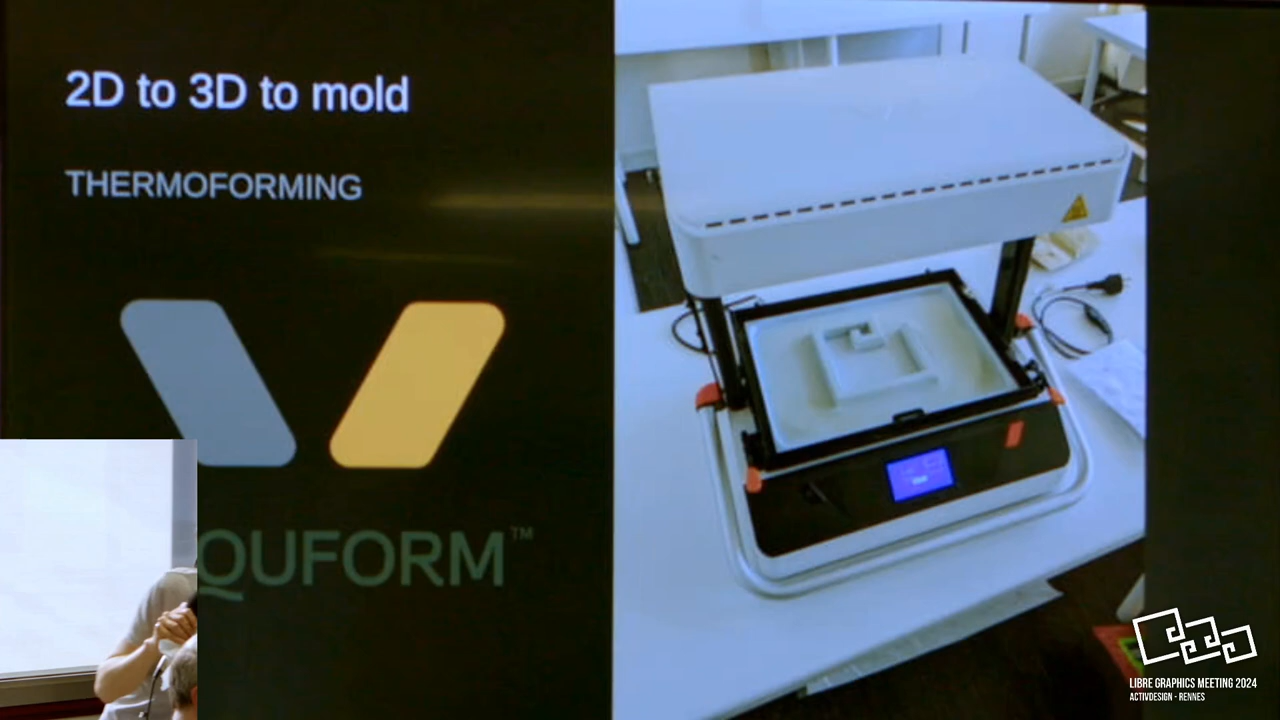 2D to 3D to mold
THERMOFORMING
QUFORM™
LIBRE GRAPHICS MEETING 2024
ACTIVDESIGN - RENNES